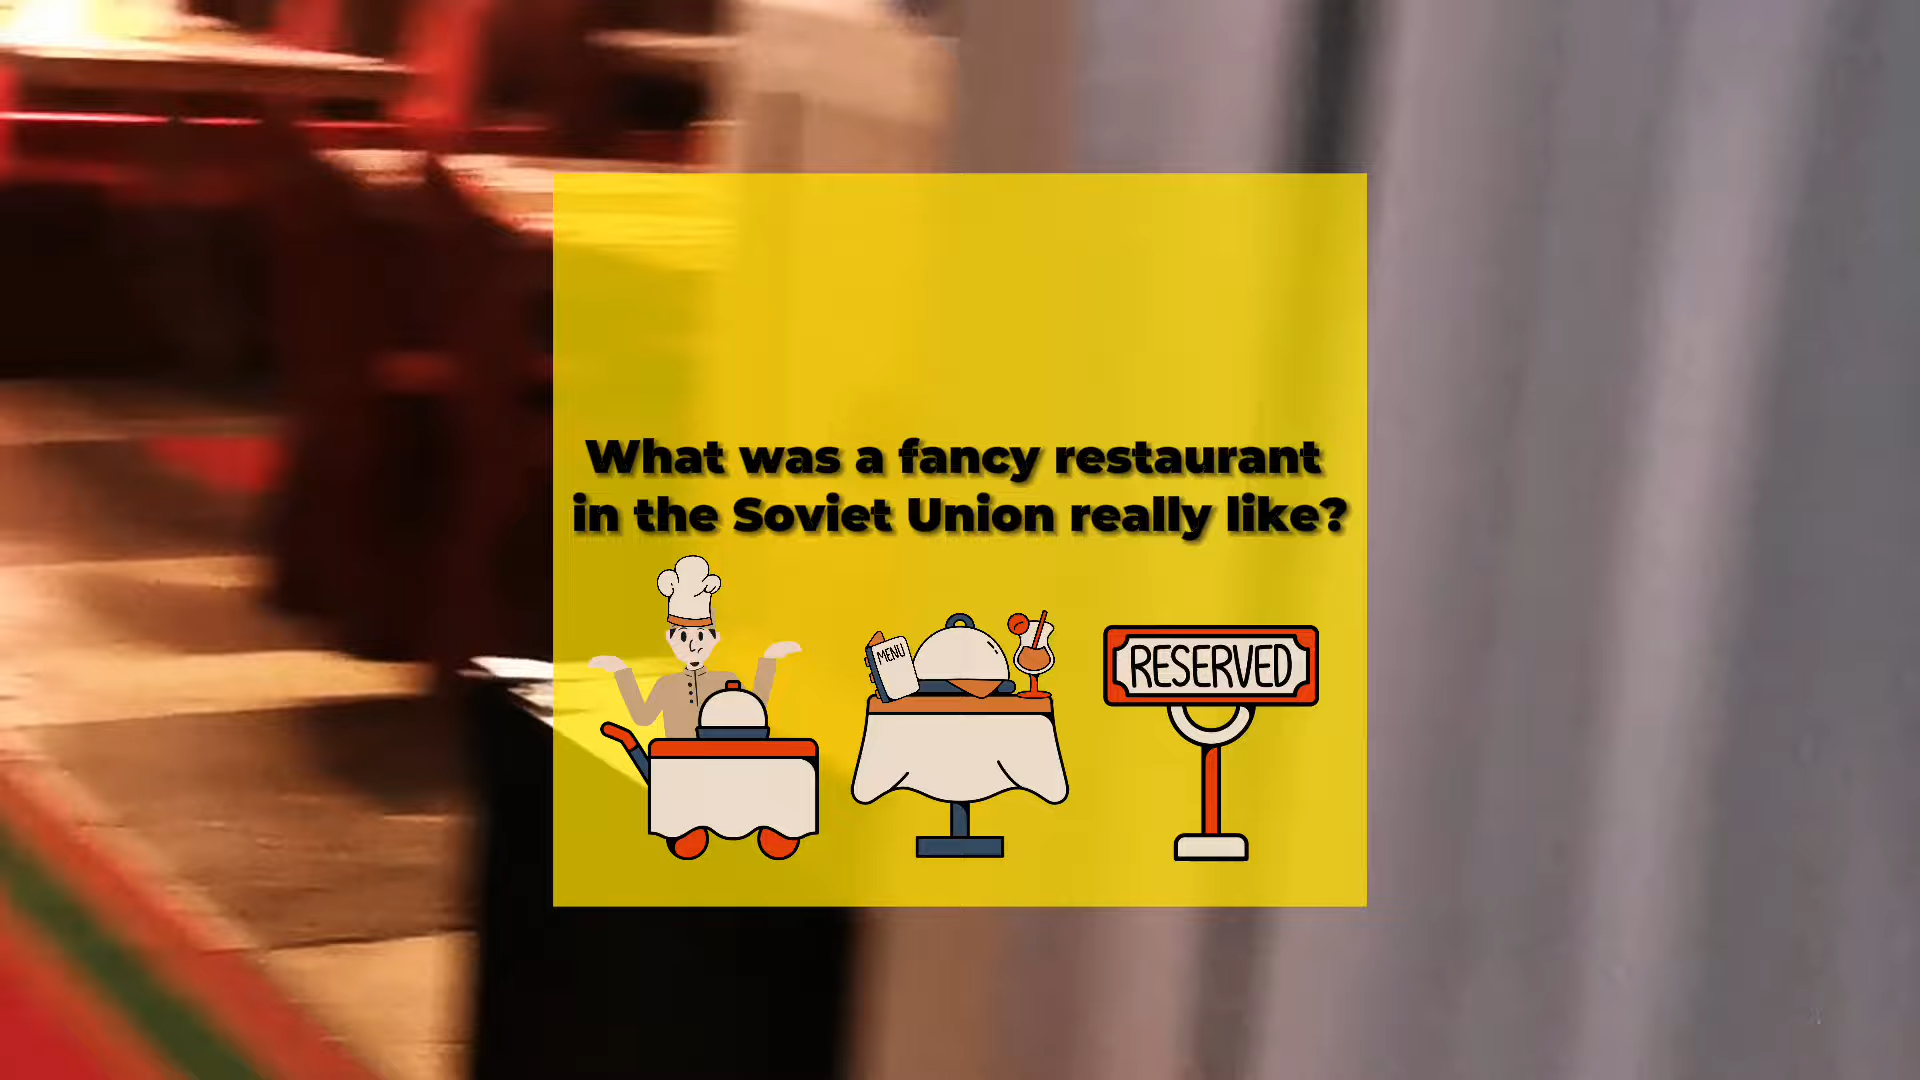 What was a fancy restaurant
in the Soviet Union really like?
MENU
RESERVED